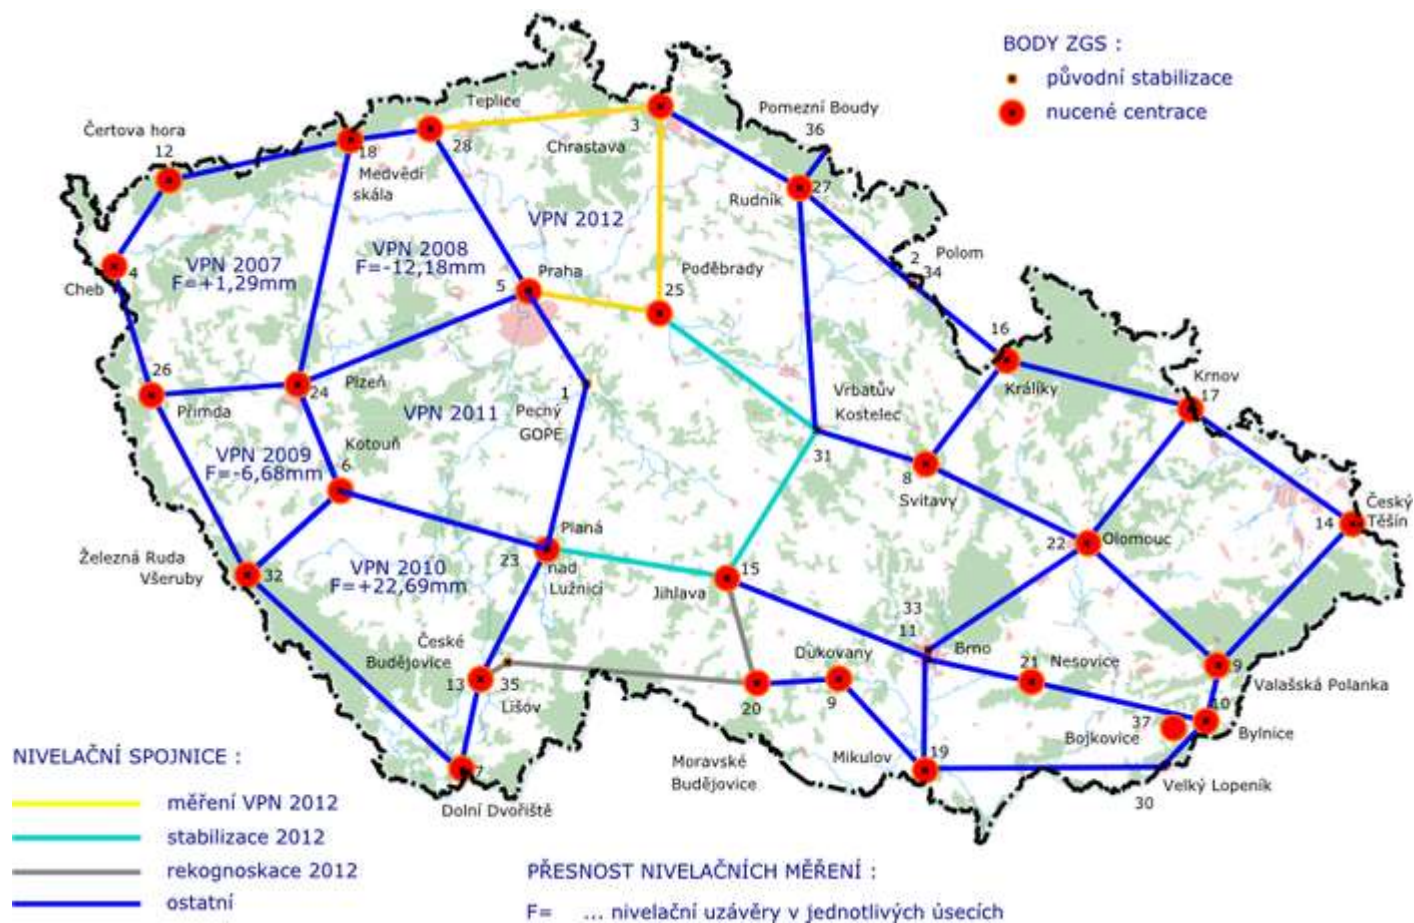 BODY ZGS :
původní stabilizace
nucené centrace
Teplice
Pomezní Boudy
Čertova hora
12
3
36
18
28
Chrastava
Medvědí
skála
27
Rudník
VPN 2012
VPN 2008
F=-12,18mm
VPN 2007
F=+1,29mm
2
Polom
34
4
Cheb
5
Praha
Poděbrady
25
16
26
Přimda
24
Plzeň
1
Pecný
GOPE
Vrbatův
Kostelec
Králíky
Krnov
17
VPN 2011
VPN 2009
F=-6,68mm
Kotouň
6
31
8
Svitavy
Český
Těšín
14
Železná Ruda
Všeruby
32
VPN 2010
F=+22,69mm
Planá
23
nad
Lužnicí
15
Jihlava
22
Olomouc
33
11
Brno
České
Budějovice
13
35
Lišov
Dukovany
9
20
21
Nesovice
9
Valašská Polanka
10
37
Bojkovice
Bylnice
Moravské
Budějovice
Mikulov
19
Velký Lopeník
30
7
Dolní Dvořiště
NIVELAČNÍ SPOJNICE :
měření VPN 2012
stabilizace 2012
rekognoskace 2012
ostatní
PŘESNOST NIVELAČNÍCH MĚŘENÍ :
F= ... nivelační uzávěry v jednotlivých úsecích